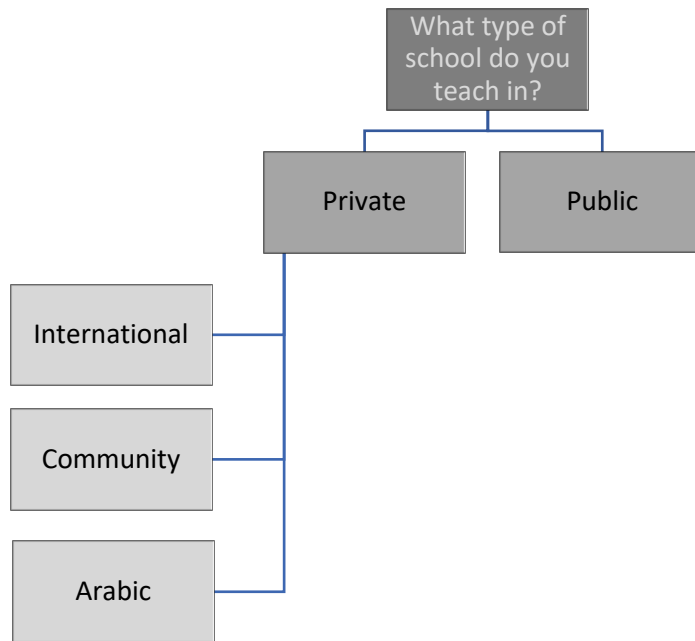 What type of
school do you
teach in?
Private
Public
International
Community
Arabic